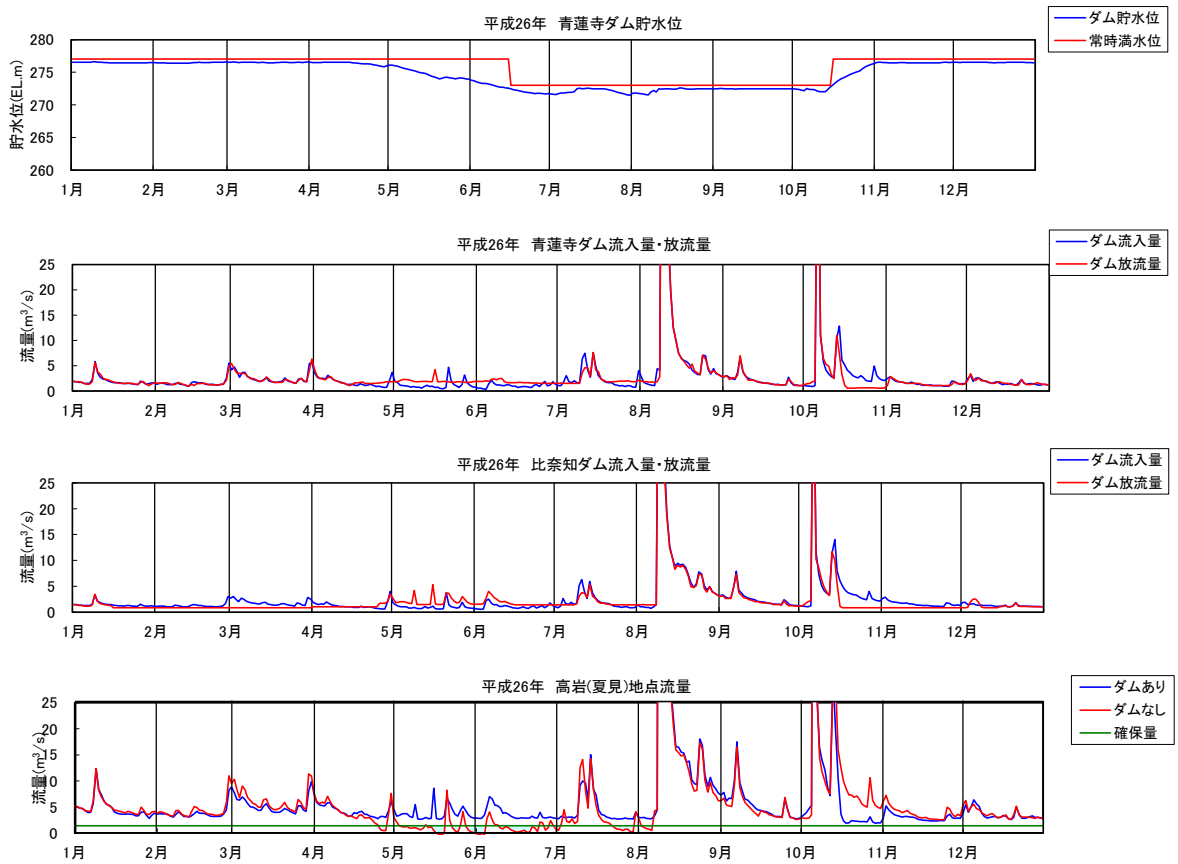 平成26年 青蓮寺ダム貯水位
ダム貯水位
常時満水位
貯水位(EL.m)
280
275
270
265
260
1月 2月 3月 4月 5月 6月 7月 8月 9月 10月 11月 12月
平成26年 青蓮寺ダム流入量・放流量
ダム流入量
ダム放流量
流量(m³/s)
25
20
15
10
5
0
1月 2月 3月 4月 5月 6月 7月 8月 9月 10月 11月 12月
平成26年 比奈知ダム流入量・放流量
ダム流入量
ダム放流量
流量(m³/s)
25
20
15
10
5
0
1月 2月 3月 4月 5月 6月 7月 8月 9月 10月 11月 12月
平成26年 高岩(夏見)地点流量
ダムあり
ダムなし
確保量
流量(m³/s)
25
20
15
10
5
0
1月 2月 3月 4月 5月 6月 7月 8月 9月 10月 11月 12月